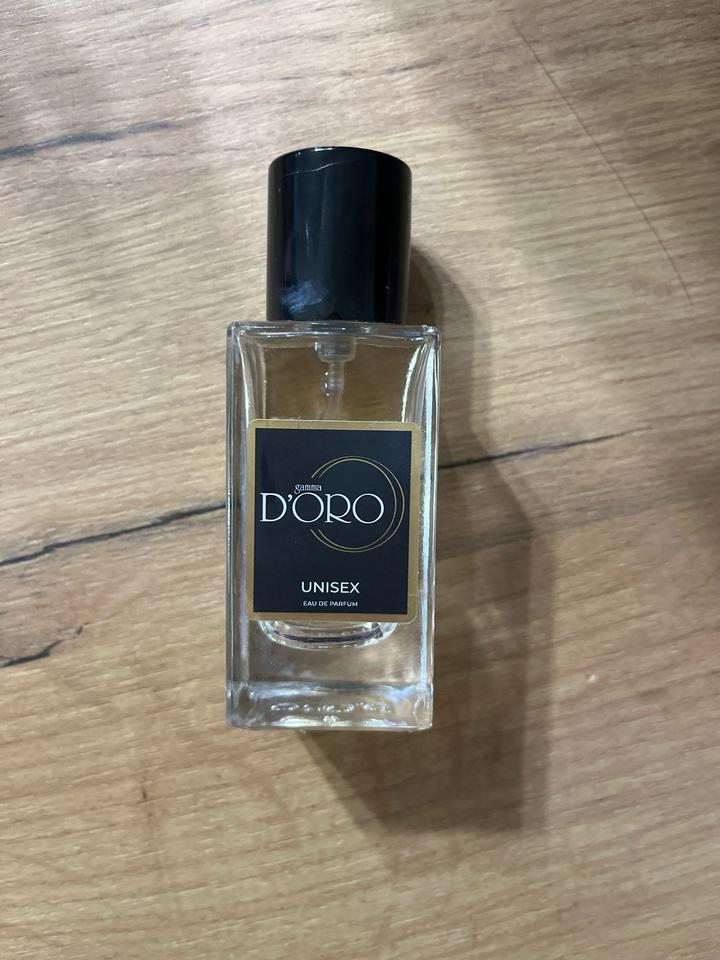 gamma
D'ORO
UNISEX
EAU DE PARFUM